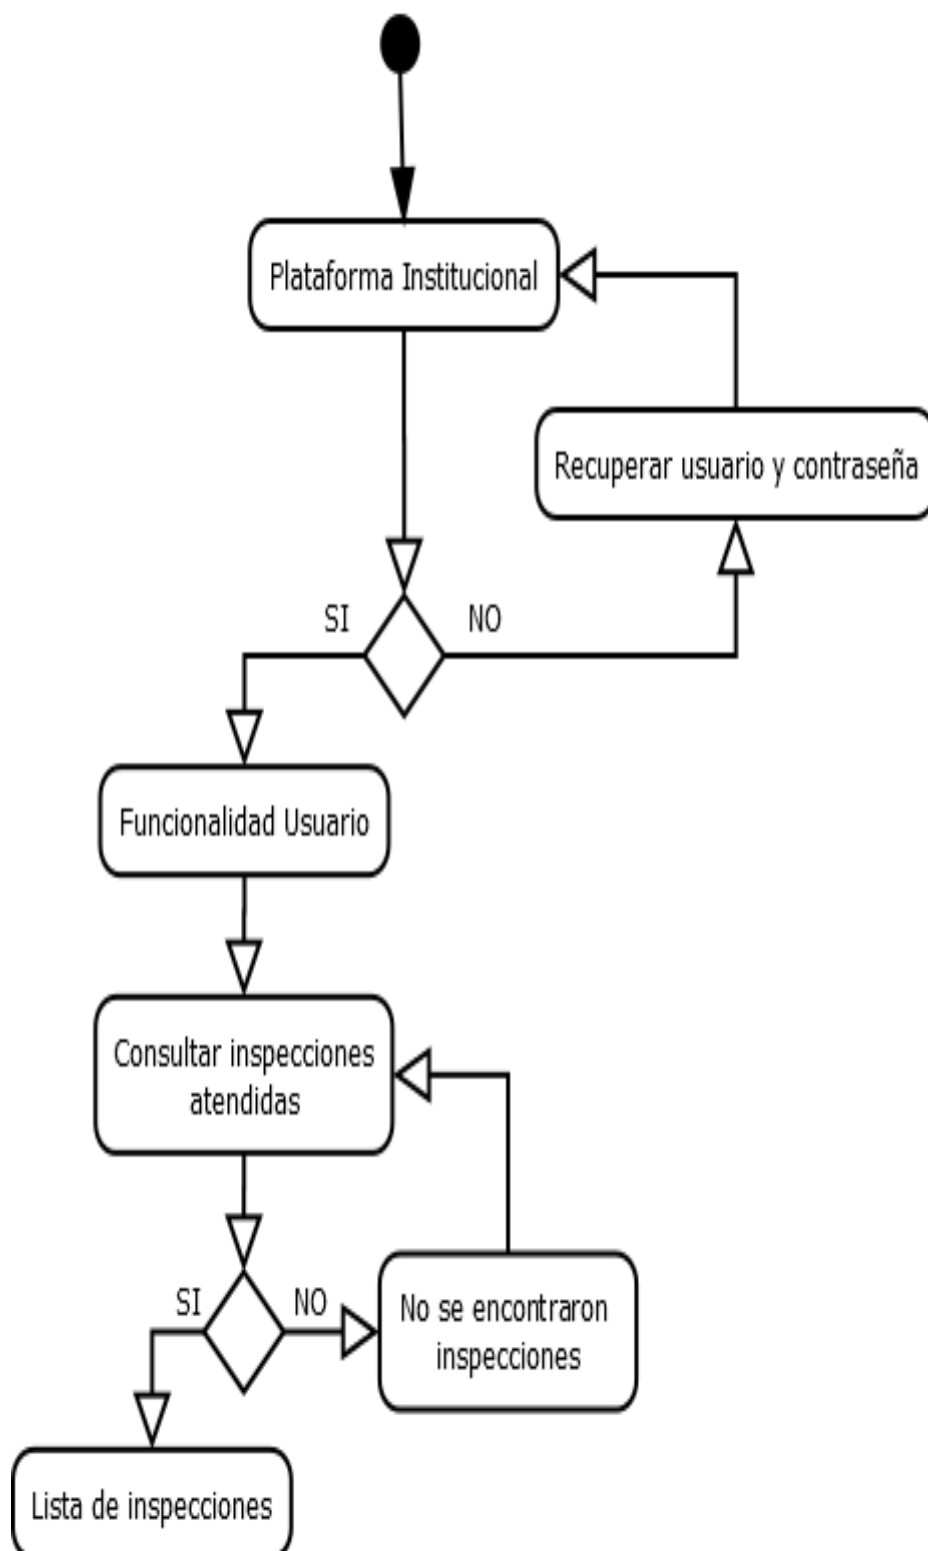 Plataforma Institucional
Recuperar usuario y contraseña
SI
NO
Funcionalidad Usuario
Consultar inspecciones
atendidas
SI
NO
No se encontraron
inspecciones
Lista de inspecciones